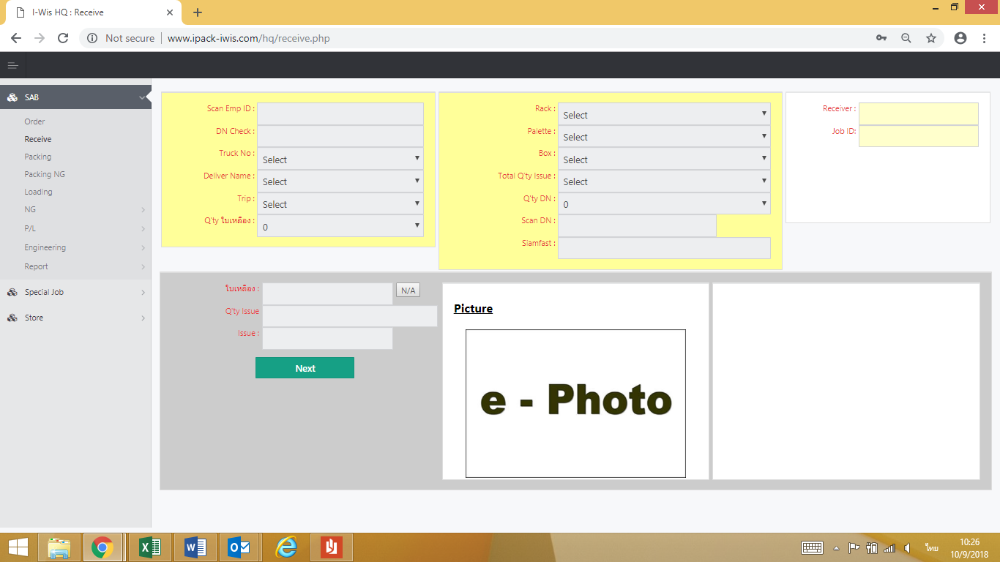 I-Wis HQ : Receive
Not secure
www.ipack-iwis.com/hq/receive.php
SAB
Order
Receive
Packing
Packing NG
Loading
NG
P/L
Engineering
Report
Special Job
Store
Scan Emp ID :
DN Check :
Truck No : Select
Deliver Name : Select
Trip : Select
Q'ty ใบเหลือง : 0
Rack : Select
Palette : Select
Box : Select
Total Q'ty Issue : Select
Q'ty DN : 0
Scan DN :
Siamfast :
Receiver :
Job ID:
ใบเหลือง : N/A
Q'ty Issue
Issue :
Next
Picture
e - Photo
ไทย
10:26
10/9/2018